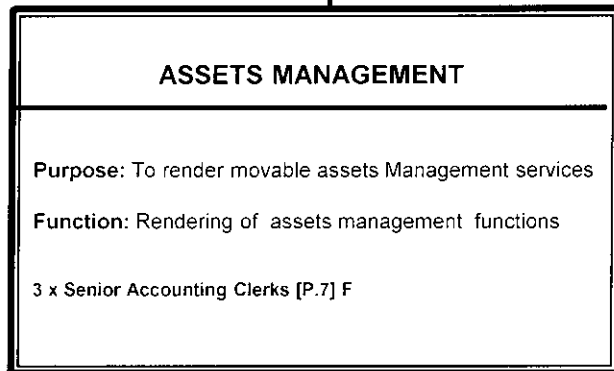 ASSETS MANAGEMENT
Purpose: To render movable assets Management services
Function: Rendering of assets management functions
3 x Senior Accounting Clerks [P.7] F